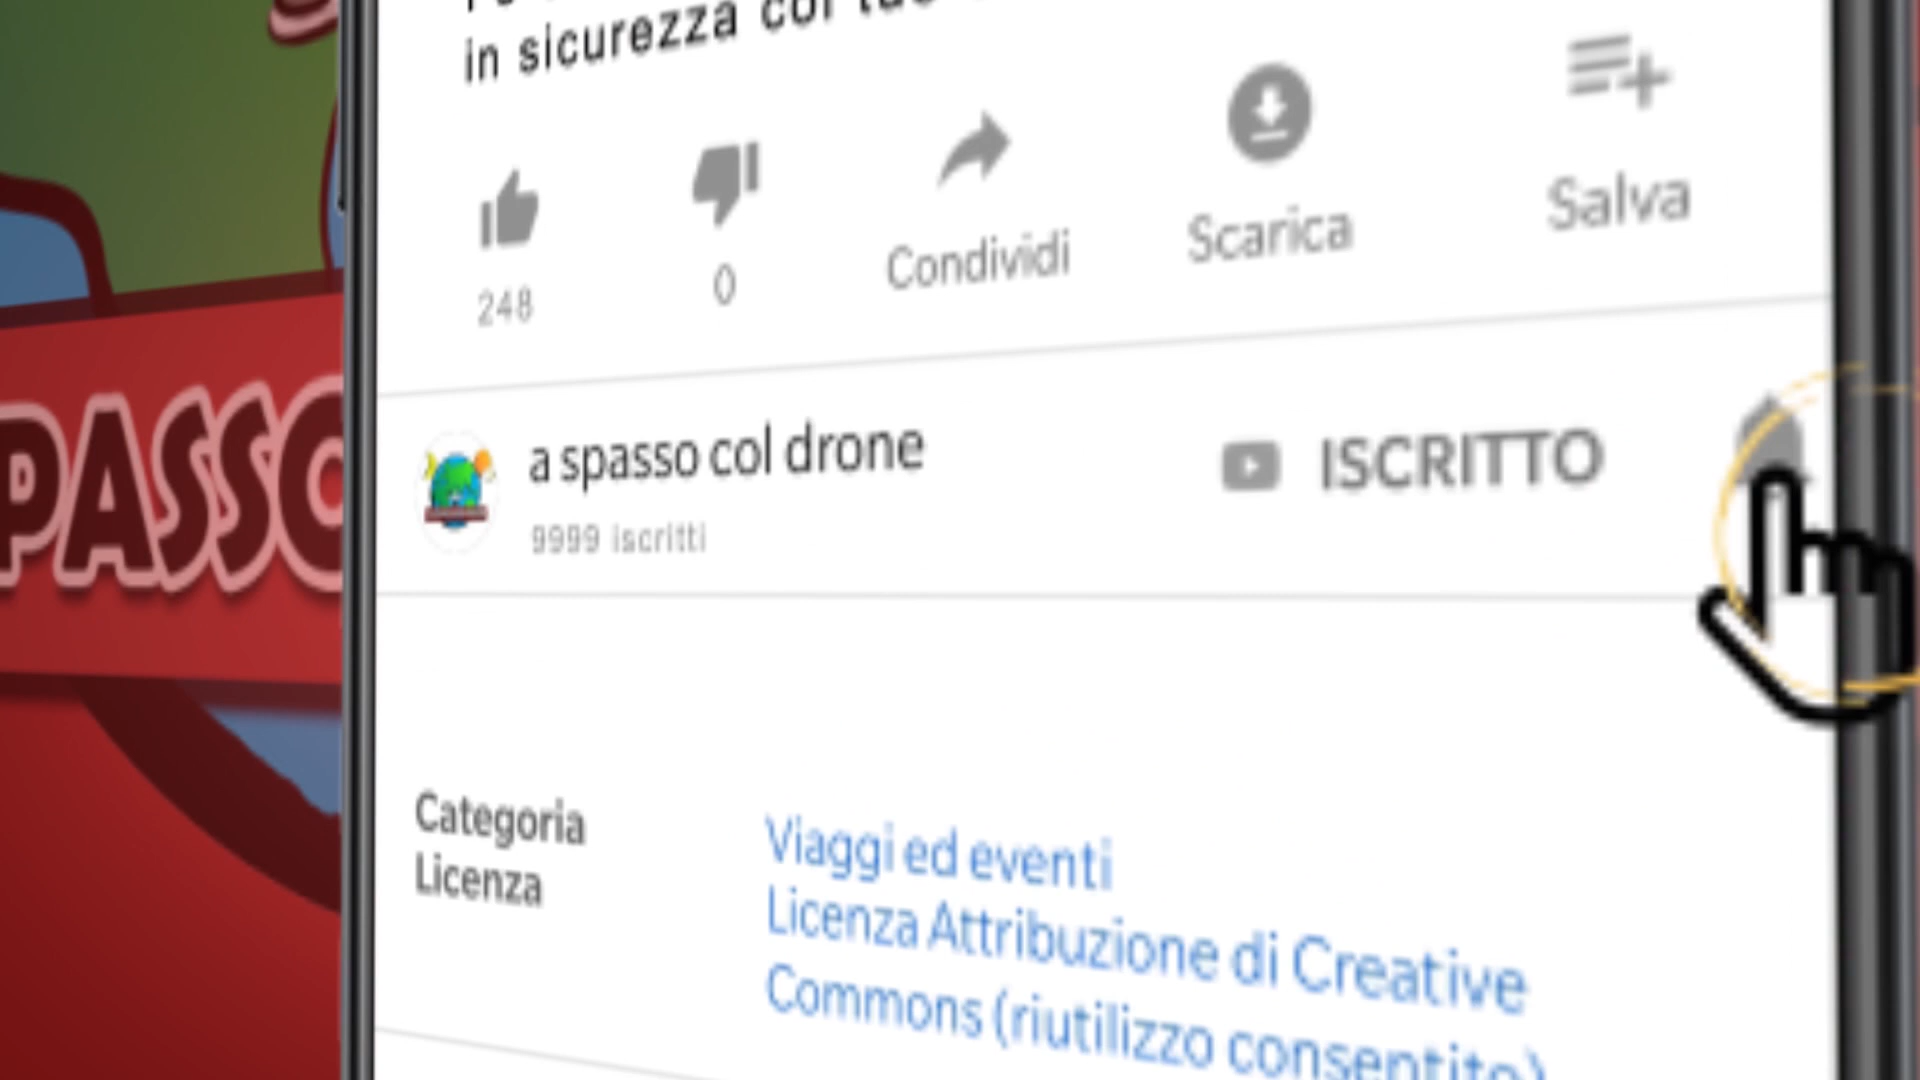 in sicurezza col
248
0
Condividi
Scarica
Salva
PASSO
a spasso col drone
9999 iscritti
ISCRITTO
Categoria
Viaggi ed eventi
Licenza
Licenza Attribuzione di Creative
Commons (riutilizzo consentito)